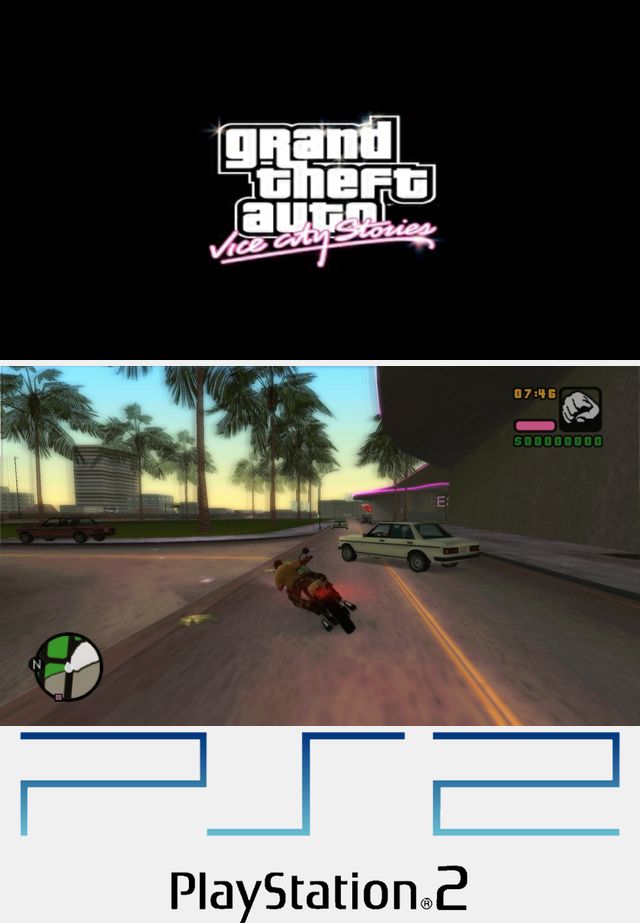 grand
theft
auto
Vice City Stories
07:46
$00000000
N
PS2
PlayStation®2